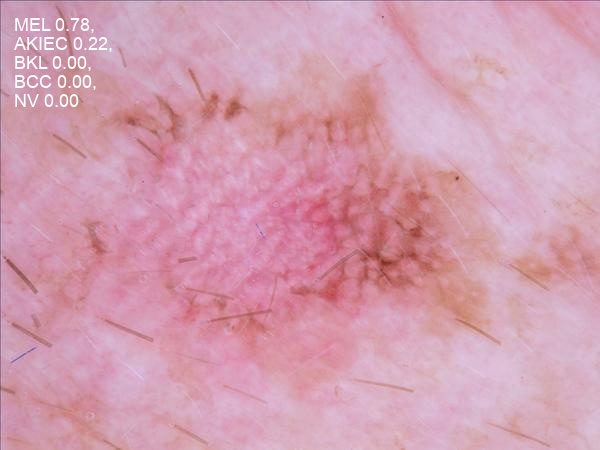 MEL 0.78,
AKIEC 0.22,
BKL 0.00,
BCC 0.00,
NV 0.00